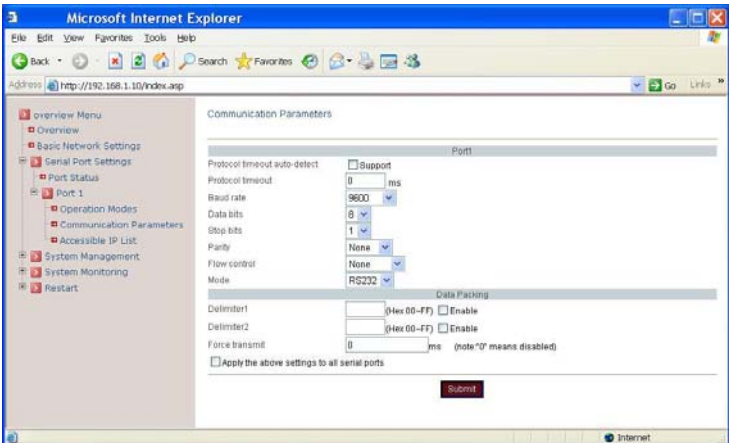 Microsoft Internet Explorer
File Edit View Favorites Tools Help
Back Search Favorites
Address http://192.168.1.10/index.asp Go Links »
overview Menu
Overview
Basic Network Settings
Serial Port Settings
Port Status
Port 1
Operation Modes
Communication Parameters
Accessible IP List
System Management
System Monitoring
Restart
Communication Parameters
Port1
Protocol timeout auto-detect Support
Protocol timeout 0 ms
Baud rate 9600
Data bits 8
Stop bits 1
Parity None
Flow control None
Mode RS232
Data Packing
Delimiter1 (Hex 00~FF) Enable
Delimiter2 (Hex 00~FF) Enable
Force transmit 0 ms (note:"0" means disabled)
Apply the above settings to all serial ports
Submit
Internet